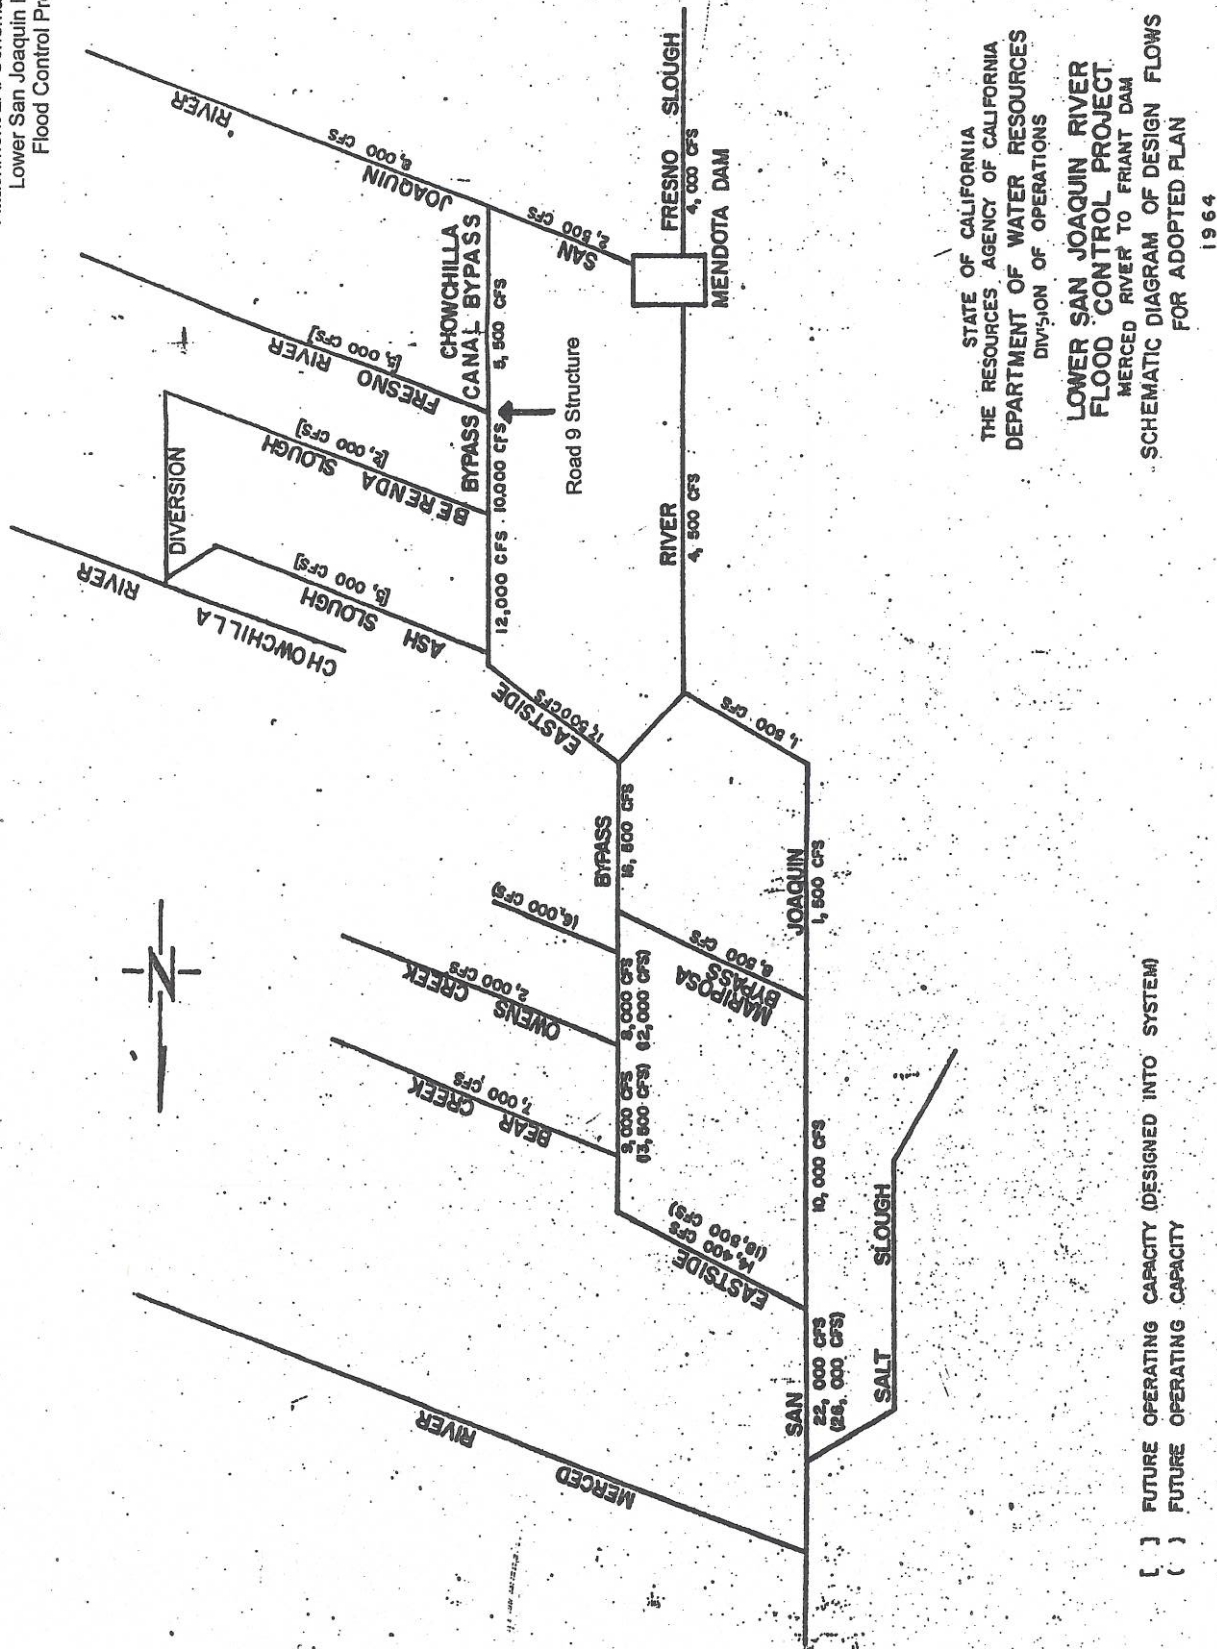 Lower San Joaquin
Flood Control
RIVER
8,000 CFS
JOAQUIN
SAN
2,500 CFS
FRESNO SLOUGH
4,000 CFS
MENDOTA DAM
CHOWCHILLA
CANAL BYPASS
5,500 CFS
FRESNO RIVER
[5,000 CFS]
Road 9 Structure
BYPASS
10,000 CFS
BERENDA SLOUGH
[2,000 CFS]
DIVERSION
12,000 CFS
ASH SLOUGH
[5,000 CFS]
CHOWCHILLA RIVER
RIVER
4,500 CFS
EASTSIDE
17,500 CFS
1,500 CFS
BYPASS
16,500 CFS
JOAQUIN
1,500 CFS
(6,000 CFS)
MARIPOSA
BYPASS
8,500 CFS
8,000 CFS
(12,000 CFS)
OWENS CREEK
2,000 CFS
9,000 CFS
(13,500 CFS)
BEAR CREEK
7,000 CFS
10,000 CFS
EASTSIDE
14,400 CFS
(18,500 CFS)
SALT SLOUGH
SAN
22,000 CFS
(26,000 CFS)
MERCED RIVER
N
STATE OF CALIFORNIA
THE RESOURCES AGENCY OF CALIFORNIA
DEPARTMENT OF WATER RESOURCES
DIVISION OF OPERATIONS
LOWER SAN JOAQUIN RIVER
FLOOD CONTROL PROJECT
MERCED RIVER TO FRIANT DAM
SCHEMATIC DIAGRAM OF DESIGN FLOWS
FOR ADOPTED PLAN
1964
[ ] FUTURE OPERATING CAPACITY (DESIGNED INTO SYSTEM)
( ) FUTURE OPERATING CAPACITY